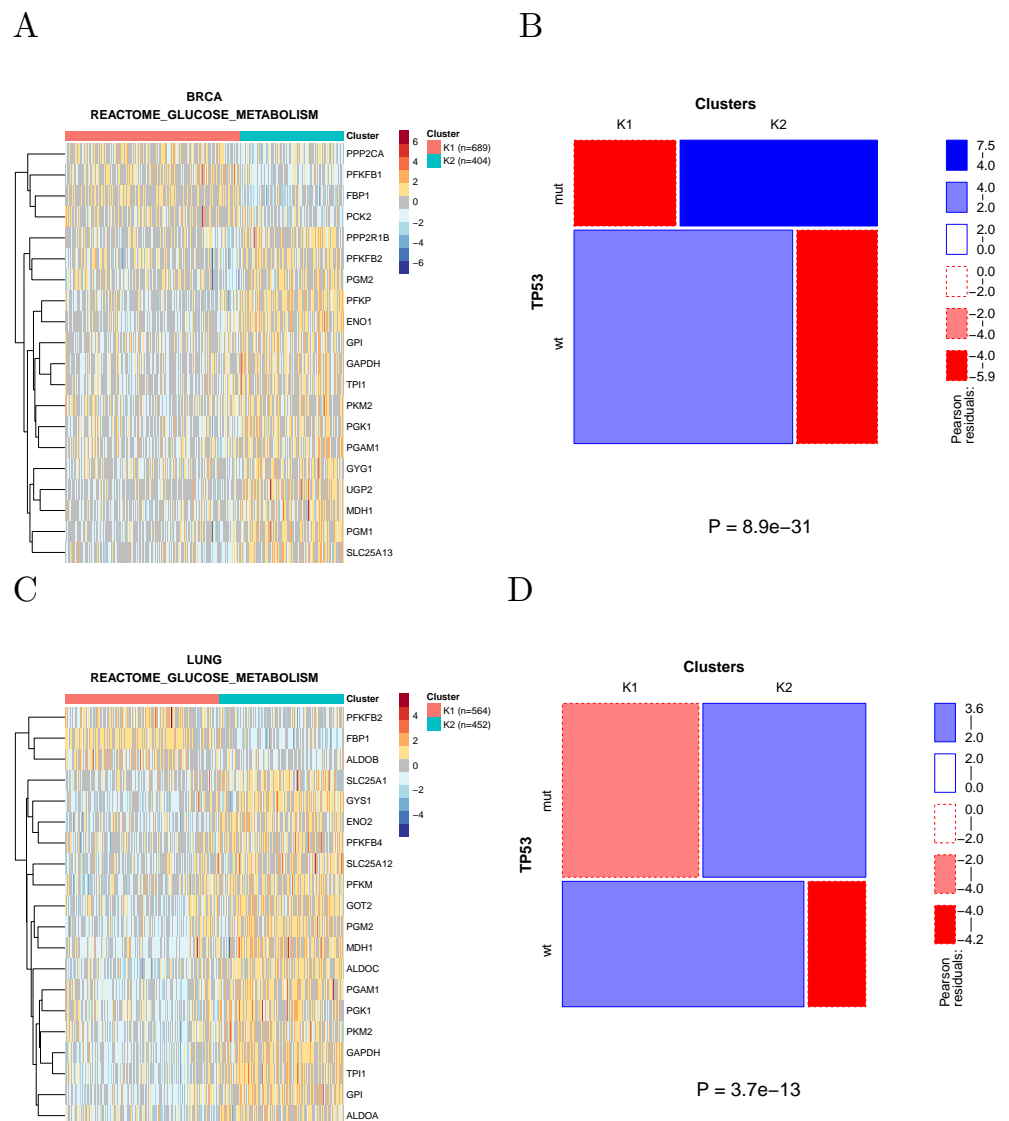 A
BRCA
REACTOME_GLUCOSE_METABOLISM
Cluster
PPP2CA
PFKFB1
FBP1
PCK2
PPP2R1B
PFKFB2
PGM2
PFKP
ENO1
GPI
GAPDH
TPI1
PKM2
PGK1
PGAM1
GYG1
UGP2
MDH1
PGM1
SLC25A13
6
4
2
0
−2
−4
−6
Cluster
K1 (n=689)
K2 (n=404)
B
Clusters
K1 K2
TP53
mut
wt
7.5
4.0
4.0
2.0
2.0
0.0
0.0
−2.0
−2.0
−4.0
−4.0
−5.9
Pearson
residuals:
P = 8.9e−31
C
LUNG
REACTOME_GLUCOSE_METABOLISM
Cluster
PFKFB2
FBP1
ALDOB
SLC25A1
GYS1
ENO2
PFKFB4
SLC25A12
PFKM
GOT2
PGM2
MDH1
ALDOC
PGAM1
PGK1
PKM2
GAPDH
TPI1
GPI
ALDOA
4
2
0
−2
−4
Cluster
K1 (n=564)
K2 (n=452)
D
Clusters
K1 K2
TP53
mut
wt
3.6
2.0
2.0
0.0
0.0
−2.0
−2.0
−4.0
−4.0
−4.2
Pearson
residuals:
P = 3.7e−13